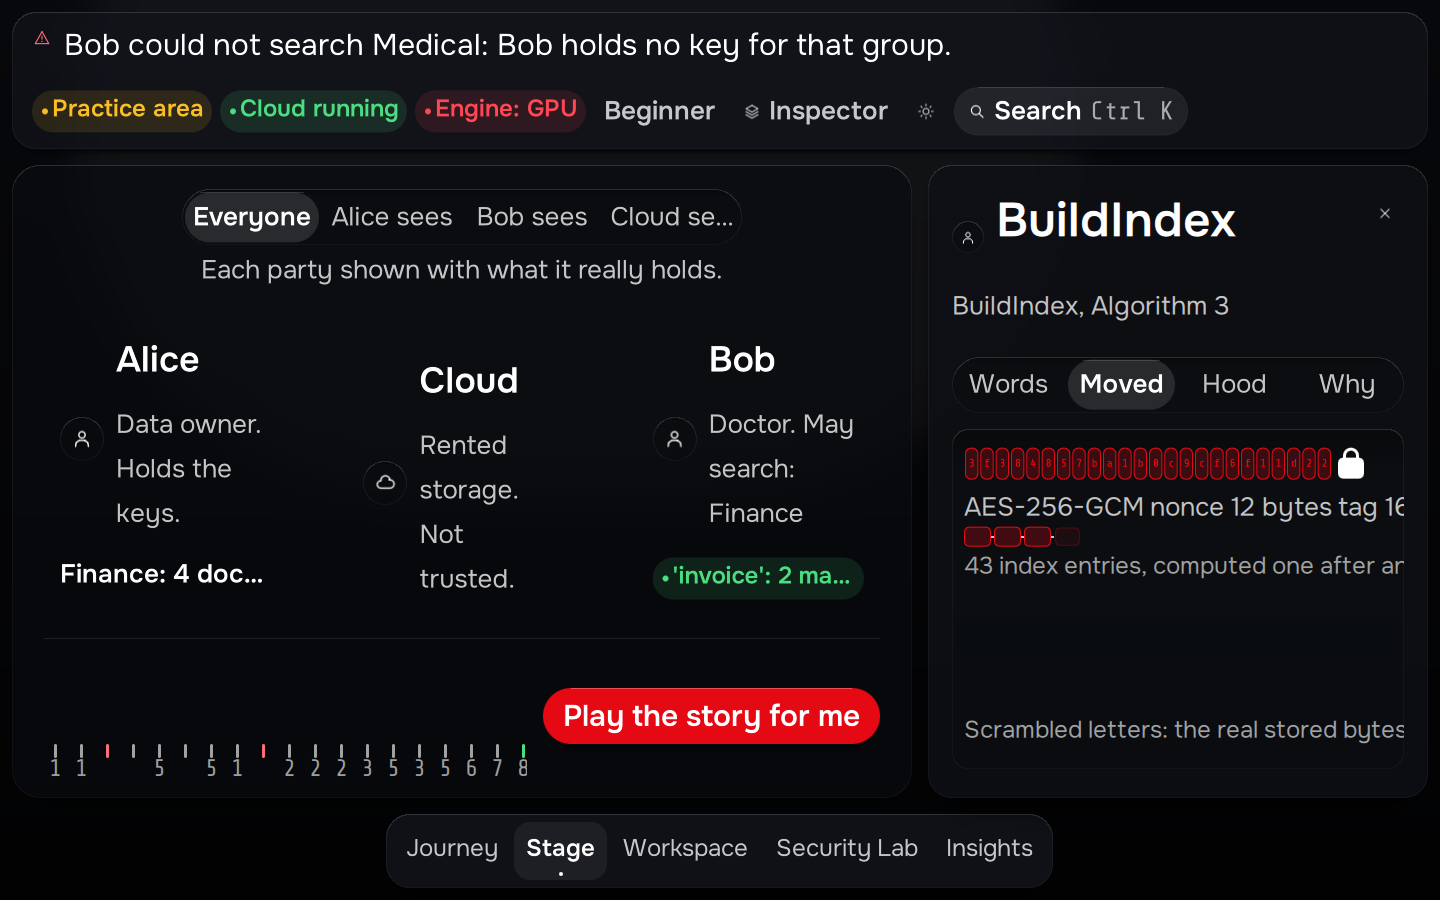 Bob could not search Medical: Bob holds no key for that group.
Practice area
Cloud running
Engine: GPU
Beginner
Inspector
Search Ctrl K
Everyone
Alice sees
Bob sees
Cloud se...
Each party shown with what it really holds.
Alice
Data owner.
Holds the
keys.
Finance: 4 doc...
Cloud
Rented
storage.
Not
trusted.
Bob
Doctor. May
search:
Finance
'invoice': 2 ma...
Play the story for me
1 1 5 5 1 2 2 2 3 5 3 5 6 7 8
BuildIndex
BuildIndex, Algorithm 3
Words
Moved
Hood
Why
AES-256-GCM nonce 12 bytes tag 16
43 index entries, computed one after an
Scrambled letters: the real stored bytes
Journey
Stage
Workspace
Security Lab
Insights